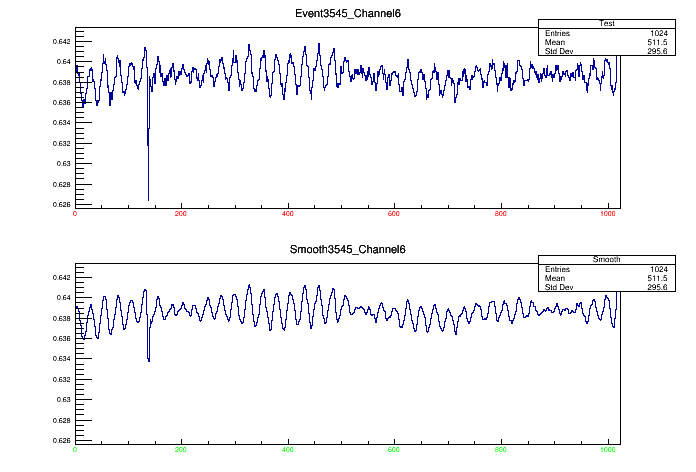 Event3545_Channel6
Test
Entries 1024
Mean 511.5
Std Dev 295.6
0.642
0.64
0.638
0.636
0.634
0.632
0.63
0.628
0.626
0 200 400 600 800 1000
Smooth3545_Channel6
Smooth
Entries 1024
Mean 511.5
Std Dev 295.6
0.642
0.64
0.638
0.636
0.634
0.632
0.63
0.628
0.626
0 200 400 600 800 1000